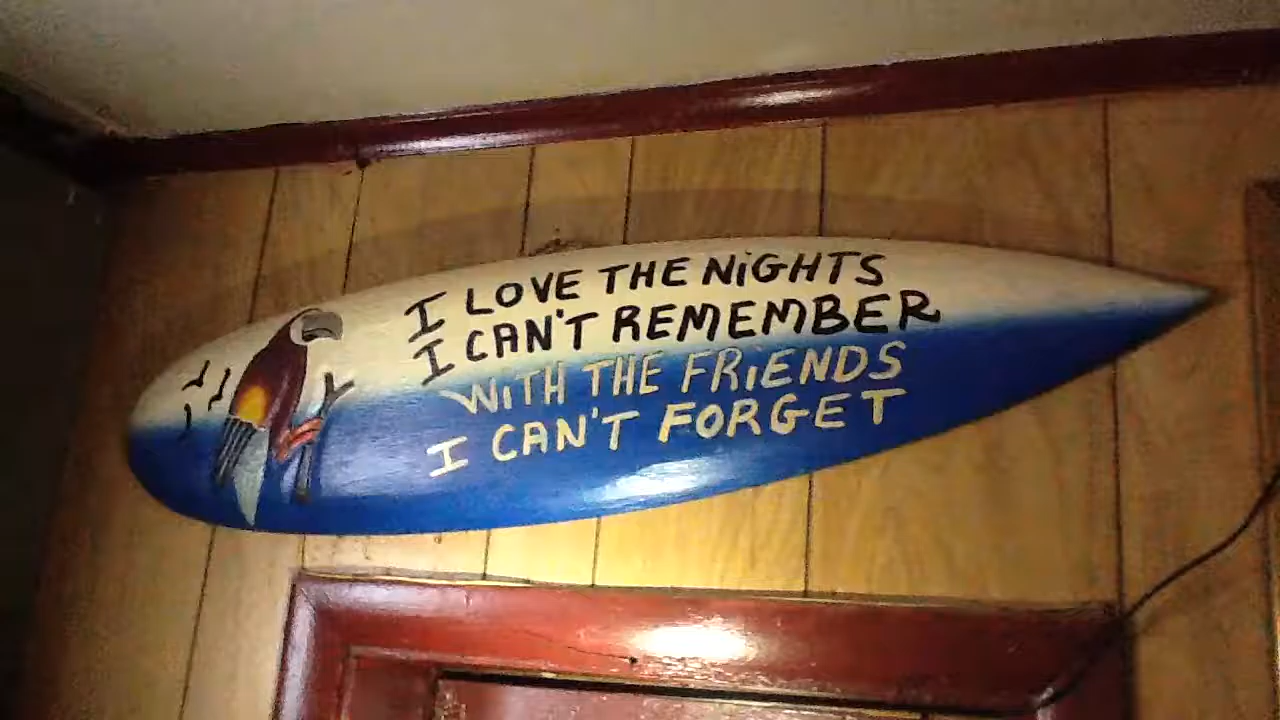 I LOVE THE NiGHTS
I CAN'T REMEMBER
WiTH THE FRiENDS
I CAN'T FORGET